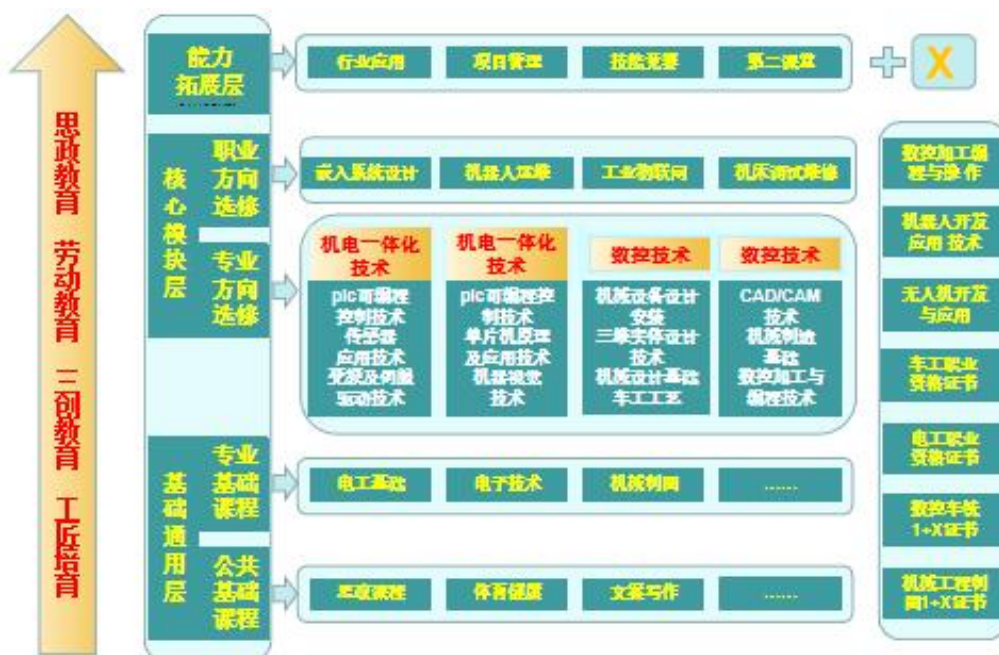 思政教育 劳动教育 三创教育 工匠培育
能力
拓展层
行业应用
项目管理
技能竞赛
第二课堂
X
核心模块层
职业
方向
选修
嵌入系统设计
机器人运维
工业物联网
机床调试维修
专业
方向
选修
机电一体化
技术
plc可编程
控制技术
传感器
应用技术
变频及伺服
驱动技术
机电一体化
技术
plc可编程控
制技术
单片机原理
及应用技术
机器视觉
技术
数控技术
机械设备设计
安装
三维实体设计
技术
机械设计基础
车工工艺
数控技术
CAD/CAM
技术
机械制造
基础
数控加工与
编程技术
基础通用层
专业
基础
课程
电工基础
电子技术
机械制图
……
公共
基础
课程
思政课程
体育健康
文案写作
……
数控加工编
程与操作
机器人开发
应用 技术
无人机开发
与应用
车工职业
资格证书
电工职业
资格证书
数控车铣
1+X证书
机械工程制
图1+X证书